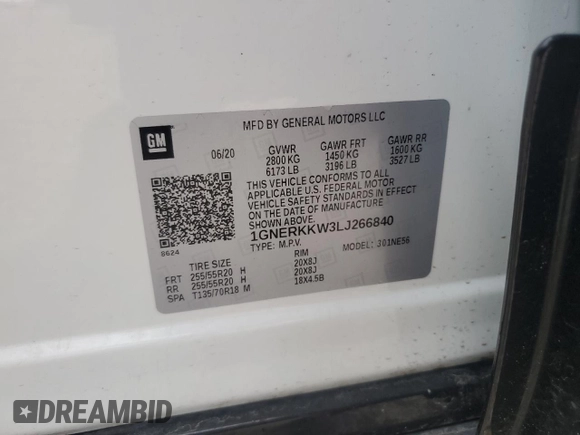 MFD BY GENERAL MOTORS LLC
GM
06/20 GVWR GAWR FRT GAWR RR
2800 KG 1450 KG 1600 KG
6173 LB 3196 LB 3527 LB
THIS VEHICLE CONFORMS TO ALL
APPLICABLE U.S. FEDERAL MOTOR
VEHICLE SAFETY STANDARDS IN EFFECT
ON THE DATE OF MANUFACTURE
SHOWN ABOVE.
1GNERKKW3LJ266840
TYPE: M.P.V. MODEL: 301NE56
8624
TIRE SIZE RIM
FRT 255/55R20 H 20X8J
RR 255/55R20 H 20X8J
SPA T135/70R18 M 18X4.5B
DREAMBID